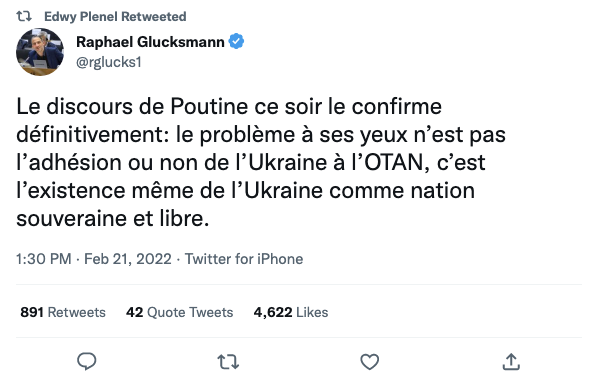 Edwy Plenel Retweeted
Raphael Glucksmann
@rglucks1
Le discours de Poutine ce soir le confirme
définitivement: le problème à ses yeux n’est pas
l’adhésion ou non de l’Ukraine à l’OTAN, c’est
l’existence même de l’Ukraine comme nation
souveraine et libre.
1:30 PM · Feb 21, 2022 · Twitter for iPhone
891 Retweets 42 Quote Tweets 4,622 Likes